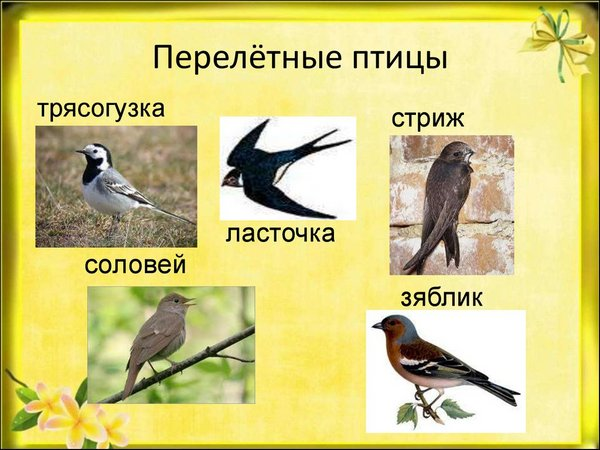 Перелётные птицы
трясогузка
стриж
ласточка
соловей
зяблик